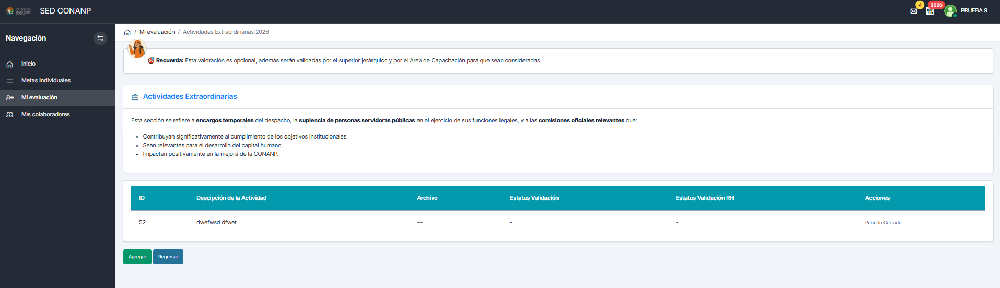 CONANP
SED CONANP
4
2026
PRUEBA 9
Navegación
Inicio
Metas Individuales
Mi evaluación
Mis colaboradores
/ Mi evaluación / Actividades Extraordinarias 2026
Recuerda: Esta valoración es opcional, además serán validadas por el superior jerárquico y por el Área de Capacitación para que sean consideradas.
Actividades Extraordinarias
Esta sección se refiere a encargos temporales del despacho, la suplencia de personas servidoras públicas en el ejercicio de sus funciones legales, y a las comisiones oficiales relevantes que:
• Contribuyan significativamente al cumplimiento de los objetivos institucionales.
• Sean relevantes para el desarrollo del capital humano.
• Impacten positivamente en la mejora de la CONANP.
ID Descipción de la Actividad Archivo Estatus Validación Estatus Validación RH Acciones
52 dwefwsd dfwet — - - Periodo Cerrado
Agregar Regresar